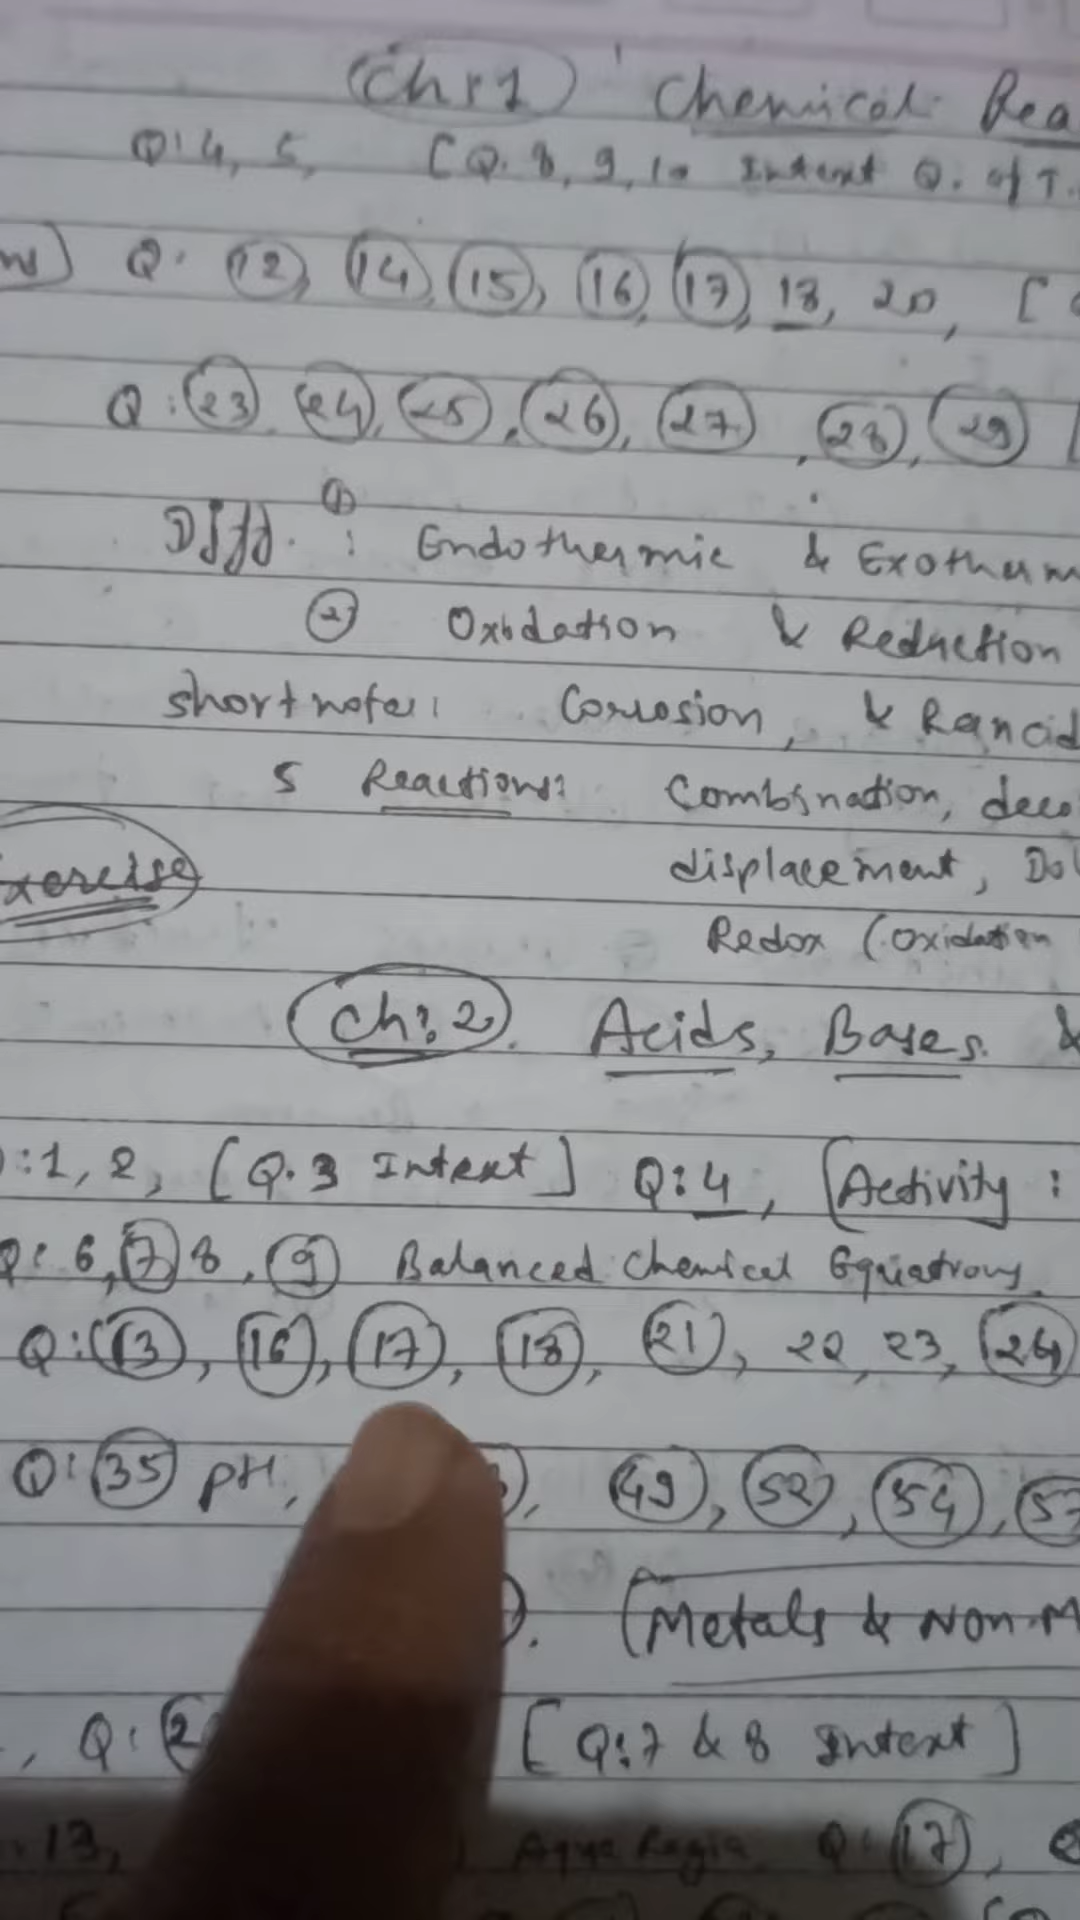 Ch:1 Chemical Rea
Q:4, 5, [Q. 8, 9, 10 Intext Q. of T.
Q. 12, 14, 15, 16, 17, 18, 20, [
Q: 23, 24, 25, 26, 27, 28, 29 [
Diff. : ① Endothermic & Exotherm
② Oxidation & Reduction
shortnote: Corrosion, & Rancid
5 Reactions: Combination, deco
displacement, Do
xercise
Redox (oxidation
Ch:2. Acids, Bases &
:1, 2, [Q.3 Intext] Q:4, [Activity :
Q: 6, 7, 8, 9 Balanced Chemical Equations
Q: 13, 16, 17, 18, 21, 22, 23, 24
Q: 35 pH, 49, 52, 54,
(Metals & Non-M
, Q: [Q:7 & 8 Intext]
13, Aqua Regia Q: 17,